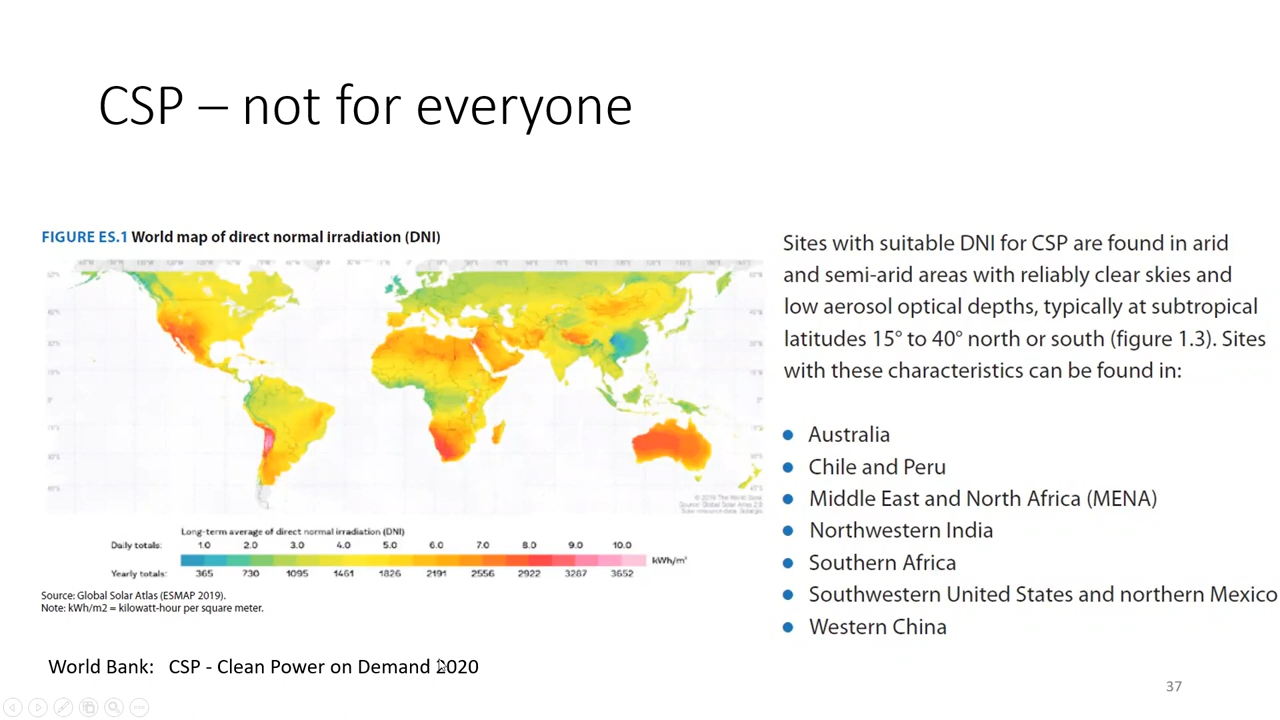 CSP – not for everyone
FIGURE ES.1 World map of direct normal irradiation (DNI)
Sites with suitable DNI for CSP are found in arid
and semi-arid areas with reliably clear skies and
low aerosol optical depths, typically at subtropical
latitudes 15° to 40° north or south (figure 1.3). Sites
with these characteristics can be found in:
Australia
Chile and Peru
Middle East and North Africa (MENA)
Northwestern India
Southern Africa
Southwestern United States and northern Mexico
Western China
Long-term average of direct normal irradiation (DNI)
Daily totals: 1.0 2.0 3.0 4.0 5.0 6.0 7.0 8.0 9.0 10.0
kWh/m²
Yearly totals: 365 730 1095 1461 1826 2191 2556 2922 3287 3652
Source: Global Solar Atlas (ESMAP 2019).
Note: kWh/m2 = kilowatt-hour per square meter.
World Bank: CSP - Clean Power on Demand 2020
37